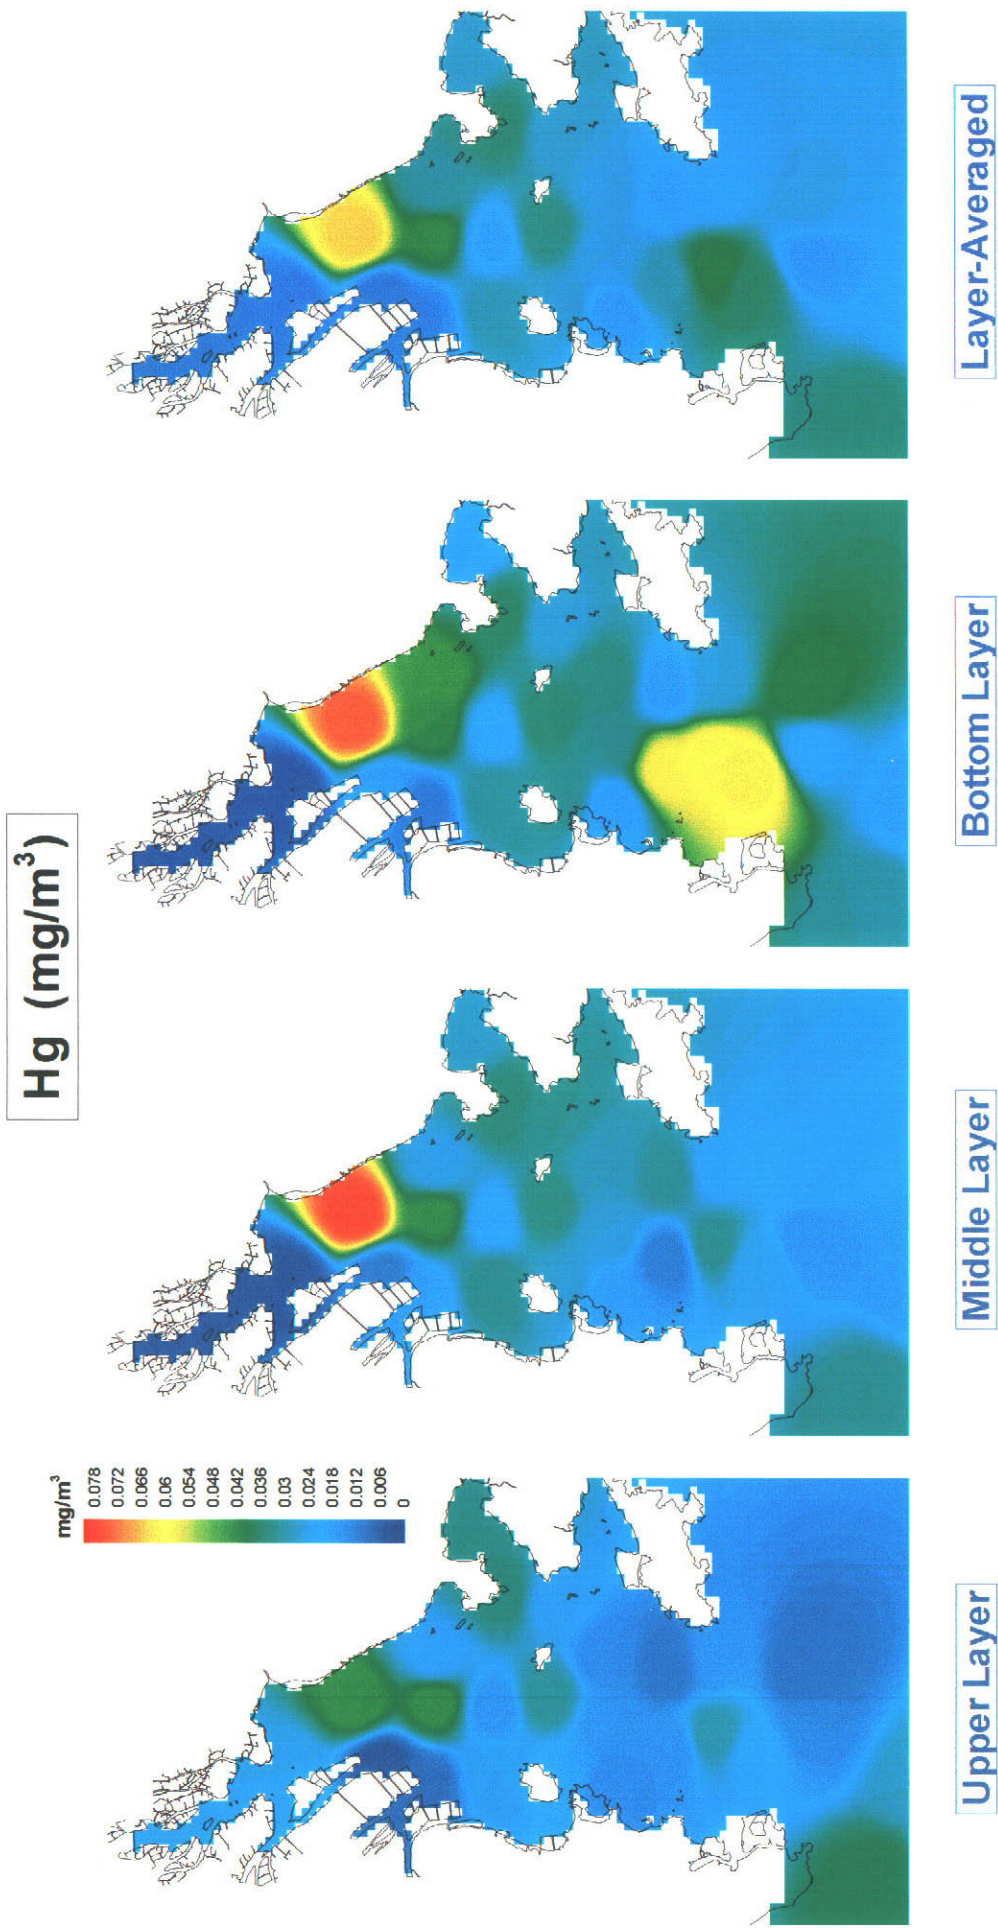 Hg (mg/m³)
mg/m³
0.078
0.072
0.066
0.06
0.054
0.048
0.042
0.036
0.03
0.024
0.018
0.012
0.006
0
Upper Layer
Middle Layer
Bottom Layer
Layer-Averaged